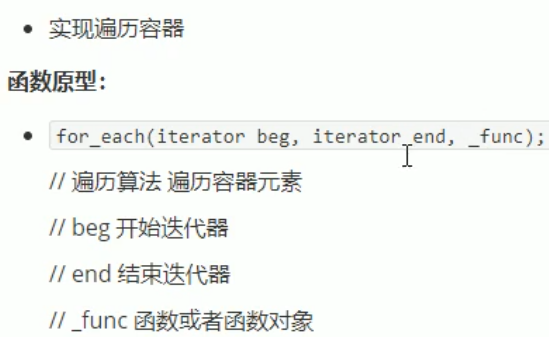 • 实现遍历容器
函数原型：
• for_each(iterator beg, iterator end, _func);
// 遍历算法 遍历容器元素
// beg 开始迭代器
// end 结束迭代器
// _func 函数或者函数对象